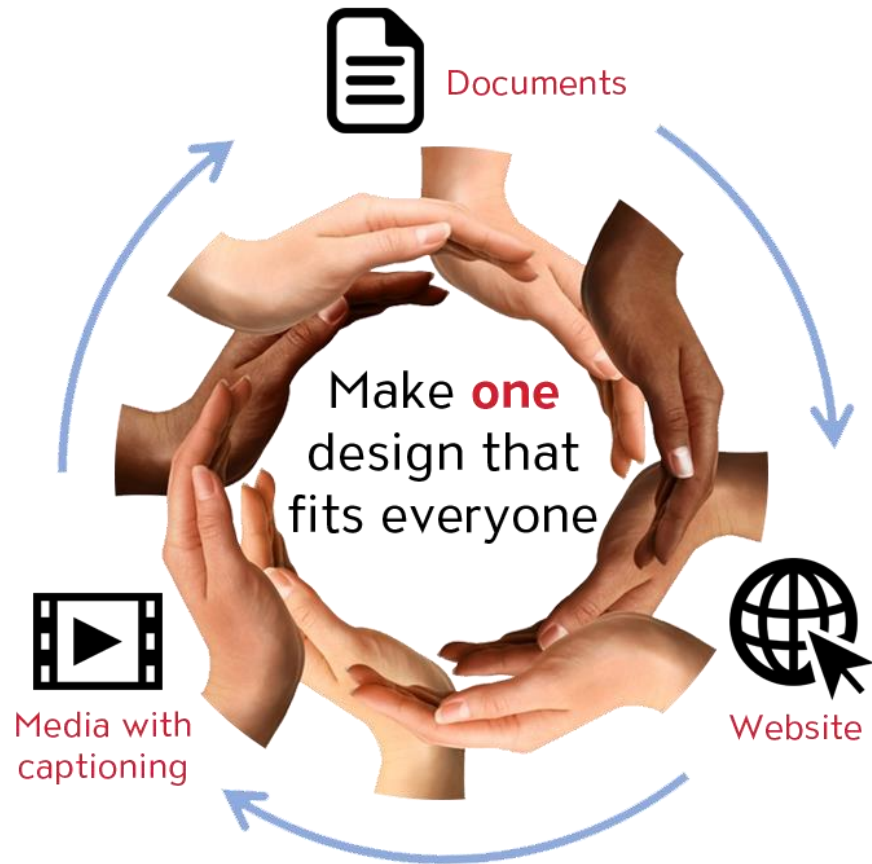 Documents
Make one
design that
fits everyone
Media with
captioning
Website